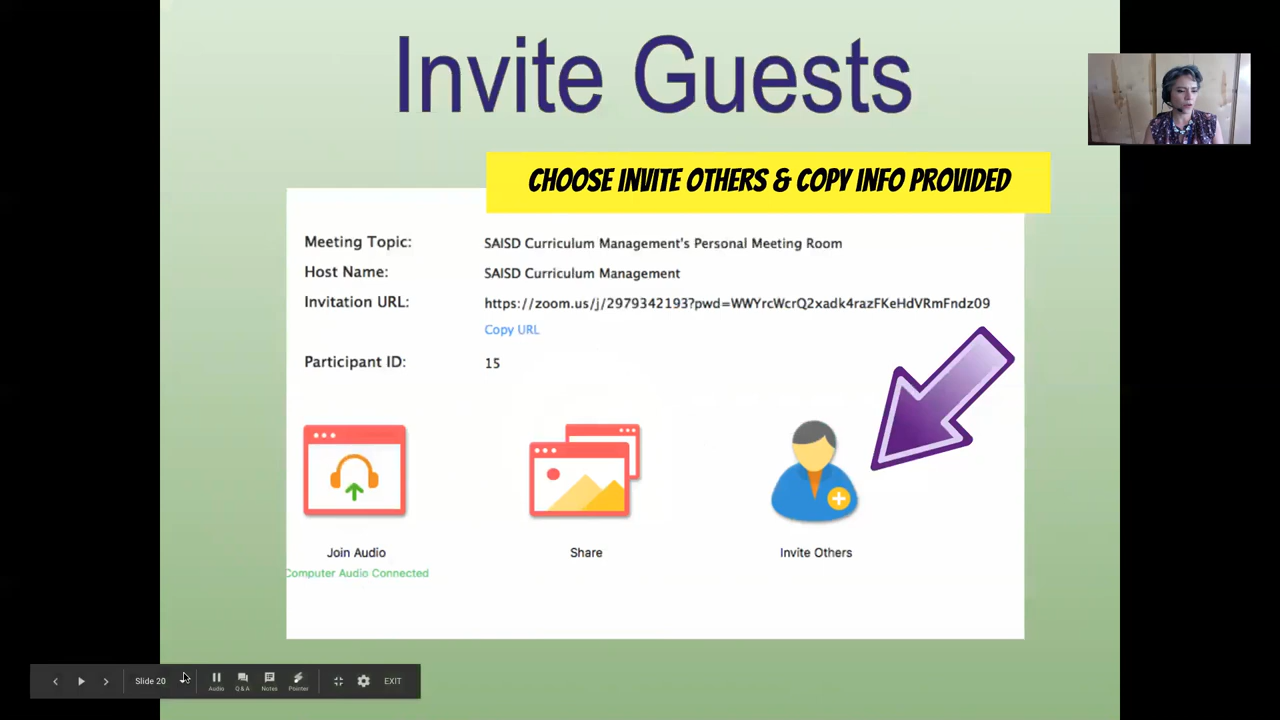 Invite Guests
CHOOSE INVITE OTHERS & COPY INFO PROVIDED
Meeting Topic: SAISD Curriculum Management's Personal Meeting Room
Host Name: SAISD Curriculum Management
Invitation URL: https://zoom.us/j/2979342193?pwd=WWYrcWcrQ2xadk4razFKeHdVRmFndz09
Copy URL
Participant ID: 15
Join Audio Share Invite Others
Computer Audio Connected
Slide 20 Audio Q&A Notes Pointer EXIT